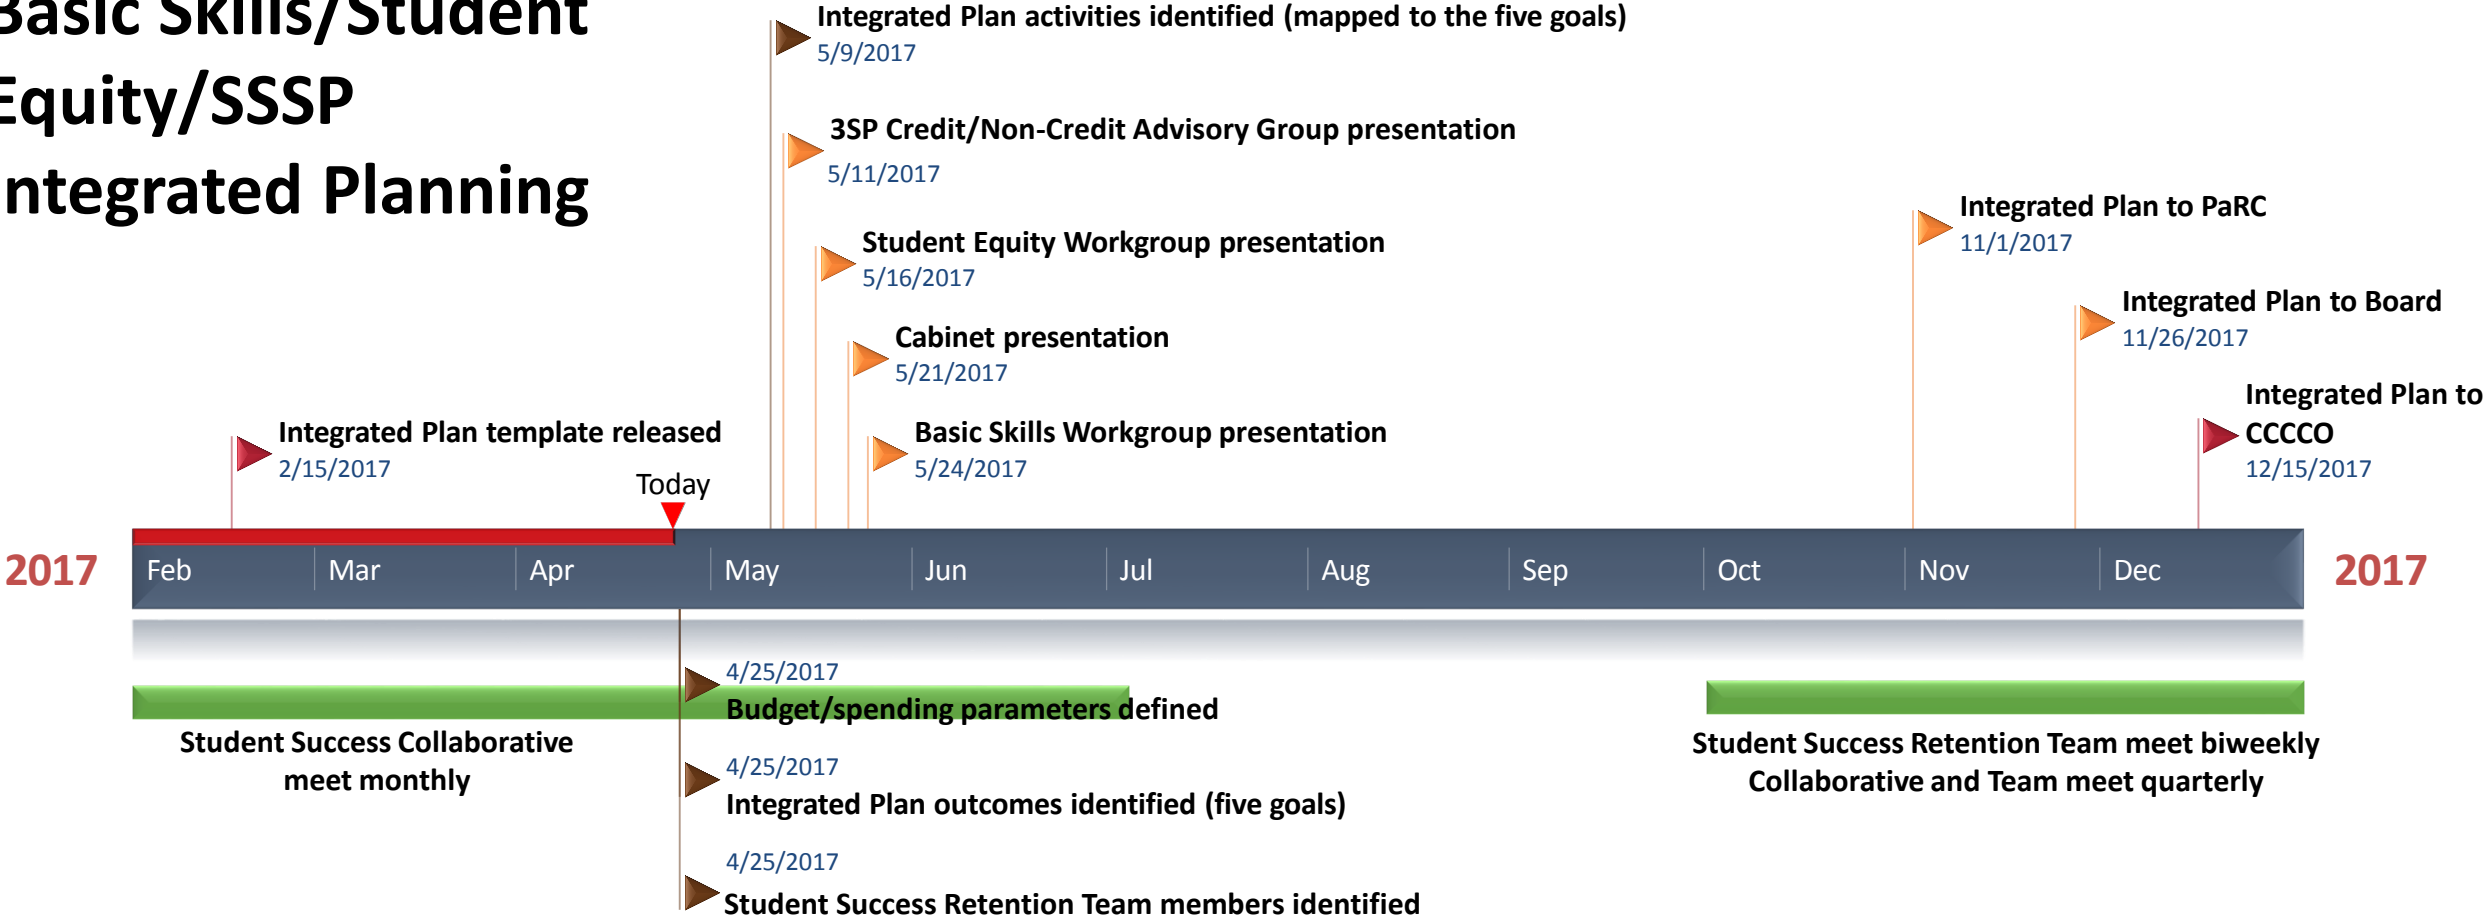 Basic Skills/Student
Equity/SSSP
Integrated Planning
Integrated Plan activities identified (mapped to the five goals)
5/9/2017
3SP Credit/Non-Credit Advisory Group presentation
5/11/2017
Student Equity Workgroup presentation
5/16/2017
Cabinet presentation
5/21/2017
Basic Skills Workgroup presentation
5/24/2017
Integrated Plan to PaRC
11/1/2017
Integrated Plan to Board
11/26/2017
Integrated Plan to
CCCCO
12/15/2017
Integrated Plan template released
2/15/2017
Today
2017 Feb Mar Apr May Jun Jul Aug Sep Oct Nov Dec 2017
4/25/2017
Budget/spending parameters defined
Student Success Collaborative
meet monthly
4/25/2017
Integrated Plan outcomes identified (five goals)
4/25/2017
Student Success Retention Team members identified
Student Success Retention Team meet biweekly
Collaborative and Team meet quarterly